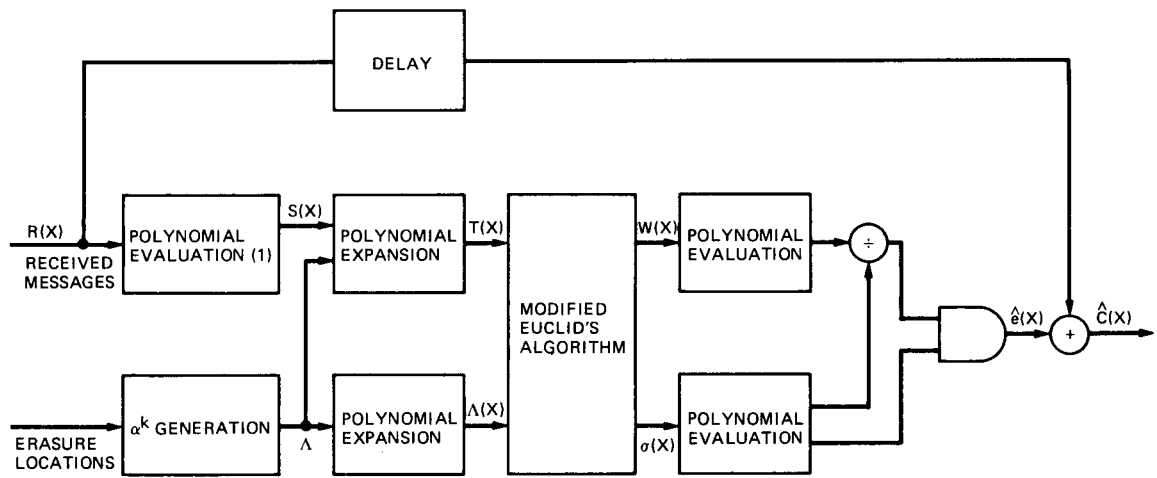 DELAY
R(X)
RECEIVED
MESSAGES
POLYNOMIAL
EVALUATION (1)
S(X)
POLYNOMIAL
EXPANSION
T(X)
MODIFIED
EUCLID'S
ALGORITHM
W(X)
POLYNOMIAL
EVALUATION
÷
ê(X)
+
Ĉ(X)
ERASURE
LOCATIONS
α^k GENERATION
Λ
POLYNOMIAL
EXPANSION
Λ(X)
σ(X)
POLYNOMIAL
EVALUATION